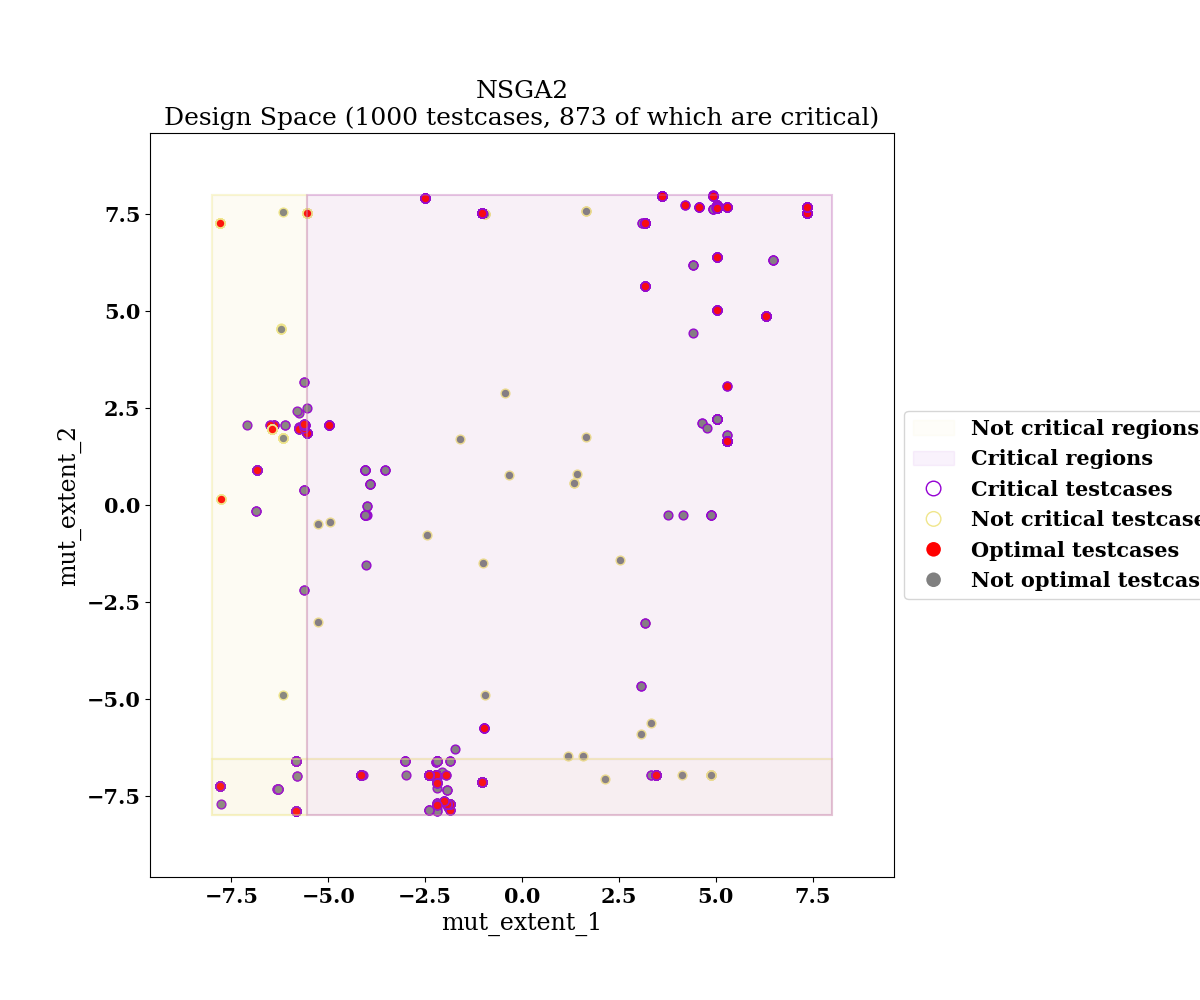 NSGA2
Design Space (1000 testcases, 873 of which are critical)
7.5
5.0
2.5
0.0
−2.5
−5.0
−7.5
mut_extent_2
−7.5
−5.0
−2.5
0.0
2.5
5.0
7.5
mut_extent_1
Not critical regions
Critical regions
Critical testcases
Not critical testcase
Optimal testcases
Not optimal testcas